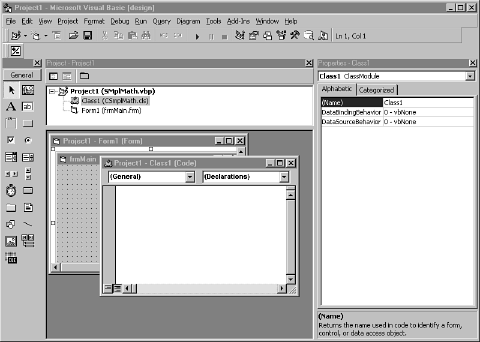 Project1 - Microsoft Visual Basic [design]
File Edit View Project Format Debug Run Query Diagram Tools Add-Ins Window Help
Ln 1, Col 1
General
A
ab|
Project - Project1
Project1 (SMplMath.vbp)
Class1 (CSmplMath.cls)
Form1 (frmMain.frm)
Project1 - Form1 (Form)
frmMain
Project1 - Class1 (Code)
(General)
(Declarations)
Properties - Class1
Class1 ClassModule
Alphabetic Categorized
(Name) Class1
DataBindingBehavior 0 - vbNone
DataSourceBehavior 0 - vbNone
(Name)
Returns the name used in code to identify a form,
control, or data access object.